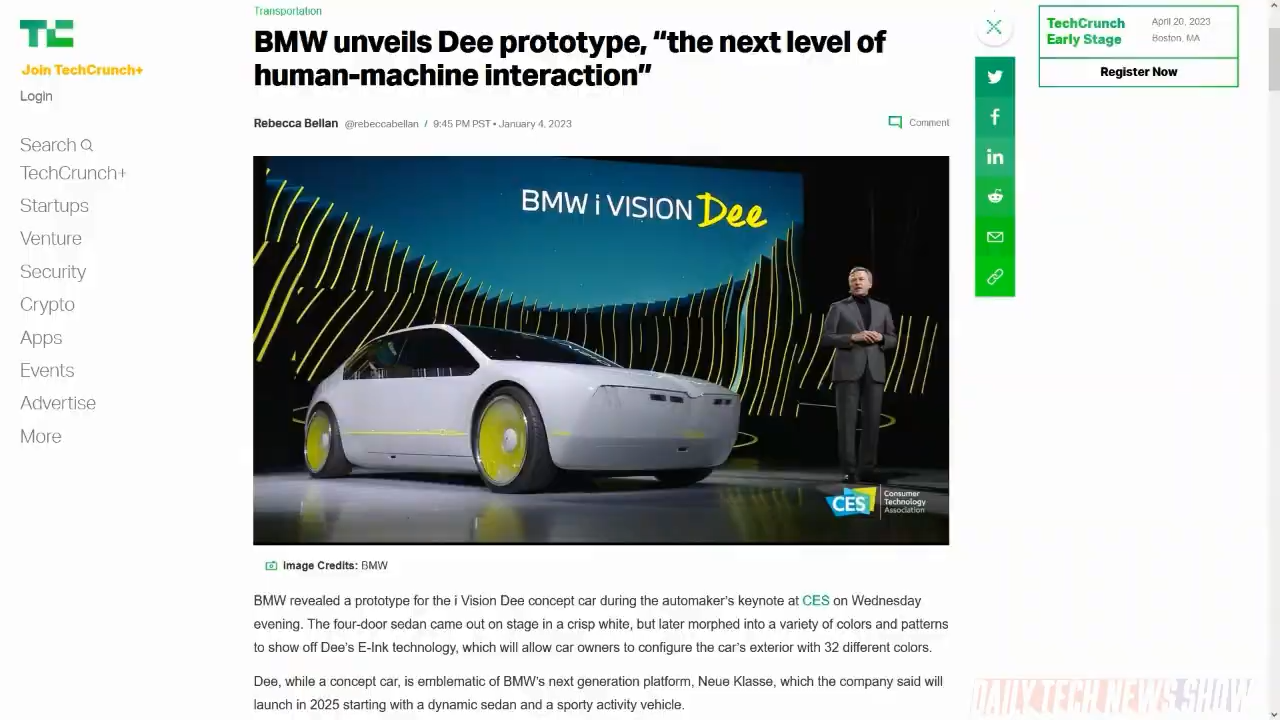 TC
Join TechCrunch+
Login
Search
TechCrunch+
Startups
Venture
Security
Crypto
Apps
Events
Advertise
More
Transportation
BMW unveils Dee prototype, “the next level of
human-machine interaction”
Rebecca Bellan @rebeccabellan / 9:45 PM PST • January 4, 2023
Comment
BMW i VISION Dee
CES Consumer
Technology
Association
Image Credits: BMW
BMW revealed a prototype for the i Vision Dee concept car during the automaker’s keynote at CES on Wednesday
evening. The four-door sedan came out on stage in a crisp white, but later morphed into a variety of colors and patterns
to show off Dee’s E-Ink technology, which will allow car owners to configure the car’s exterior with 32 different colors.
Dee, while a concept car, is emblematic of BMW’s next generation platform, Neue Klasse, which the company said will
launch in 2025 starting with a dynamic sedan and a sporty activity vehicle.
TechCrunch
Early Stage
April 20, 2023
Boston, MA
Register Now
DAILY TECH NEWS SHOW